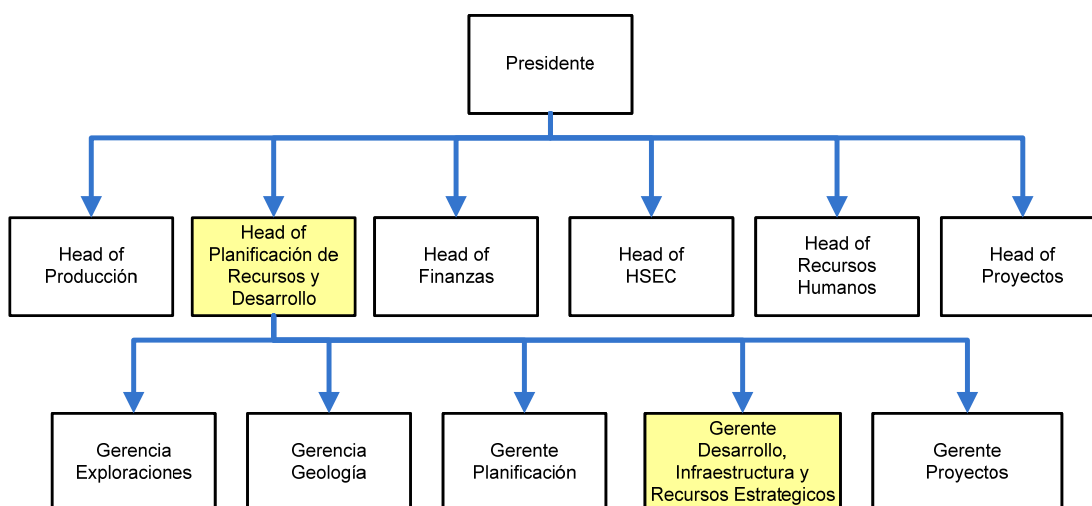 Presidente
Head of
Producción
Head of
Planificación de
Recursos y
Desarrollo
Head of
Finanzas
Head of
HSEC
Head of
Recursos
Humanos
Head of
Proyectos
Gerencia
Exploraciones
Gerencia
Geología
Gerente
Planificación
Gerente
Desarrollo,
Infraestructura y
Recursos Estrategicos
Gerente
Proyectos